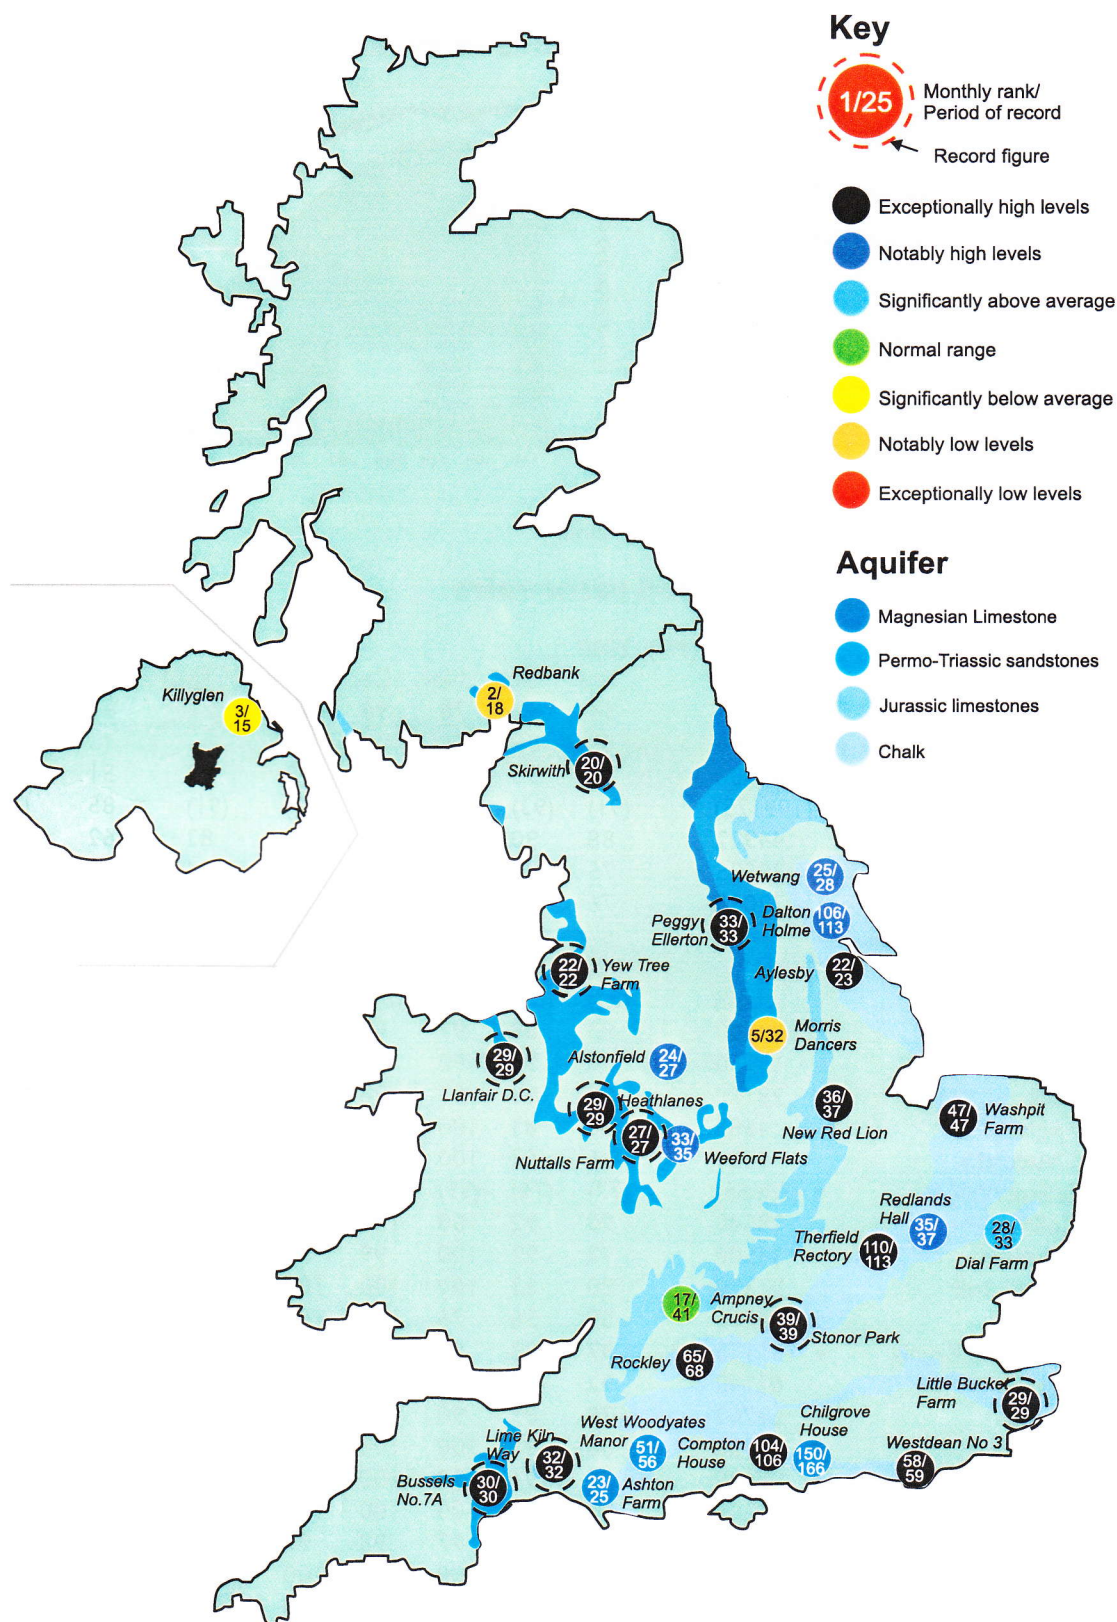 Key
1/25
Monthly rank/
Period of record
Record figure
Exceptionally high levels
Notably high levels
Significantly above average
Normal range
Significantly below average
Notably low levels
Exceptionally low levels
Aquifer
Magnesian Limestone
Permo-Triassic sandstones
Jurassic limestones
Chalk
Killyglen
3/
15
Redbank
2/
18
Skirwith
20/
20
Wetwang
25/
28
Peggy
Ellerton
33/
33
Dalton
Holme
106/
113
Yew Tree
Farm
22/
22
Aylesby
22/
23
Morris
Dancers
5/32
Llanfair D.C.
29/
29
Alstonfield
24/
27
Heathlanes
29/
29
Nuttalls Farm
27/
27
Weeford Flats
33/
35
New Red Lion
36/
37
Washpit
Farm
47/
47
Redlands
Hall
35/
37
Dial Farm
28/
33
Therfield
Rectory
110/
113
Ampney
Crucis
17/
41
Stonor Park
39/
39
Rockley
65/
68
Little Bucket
Farm
29/
29
West Woodyates
Manor
51/
56
Chilgrove
House
150/
166
Compton
House
104/
106
Westdean No 3
58/
59
Lime Kiln
Way
32/
32
Bussels
No.7A
30/
30
Ashton
Farm
23/
25